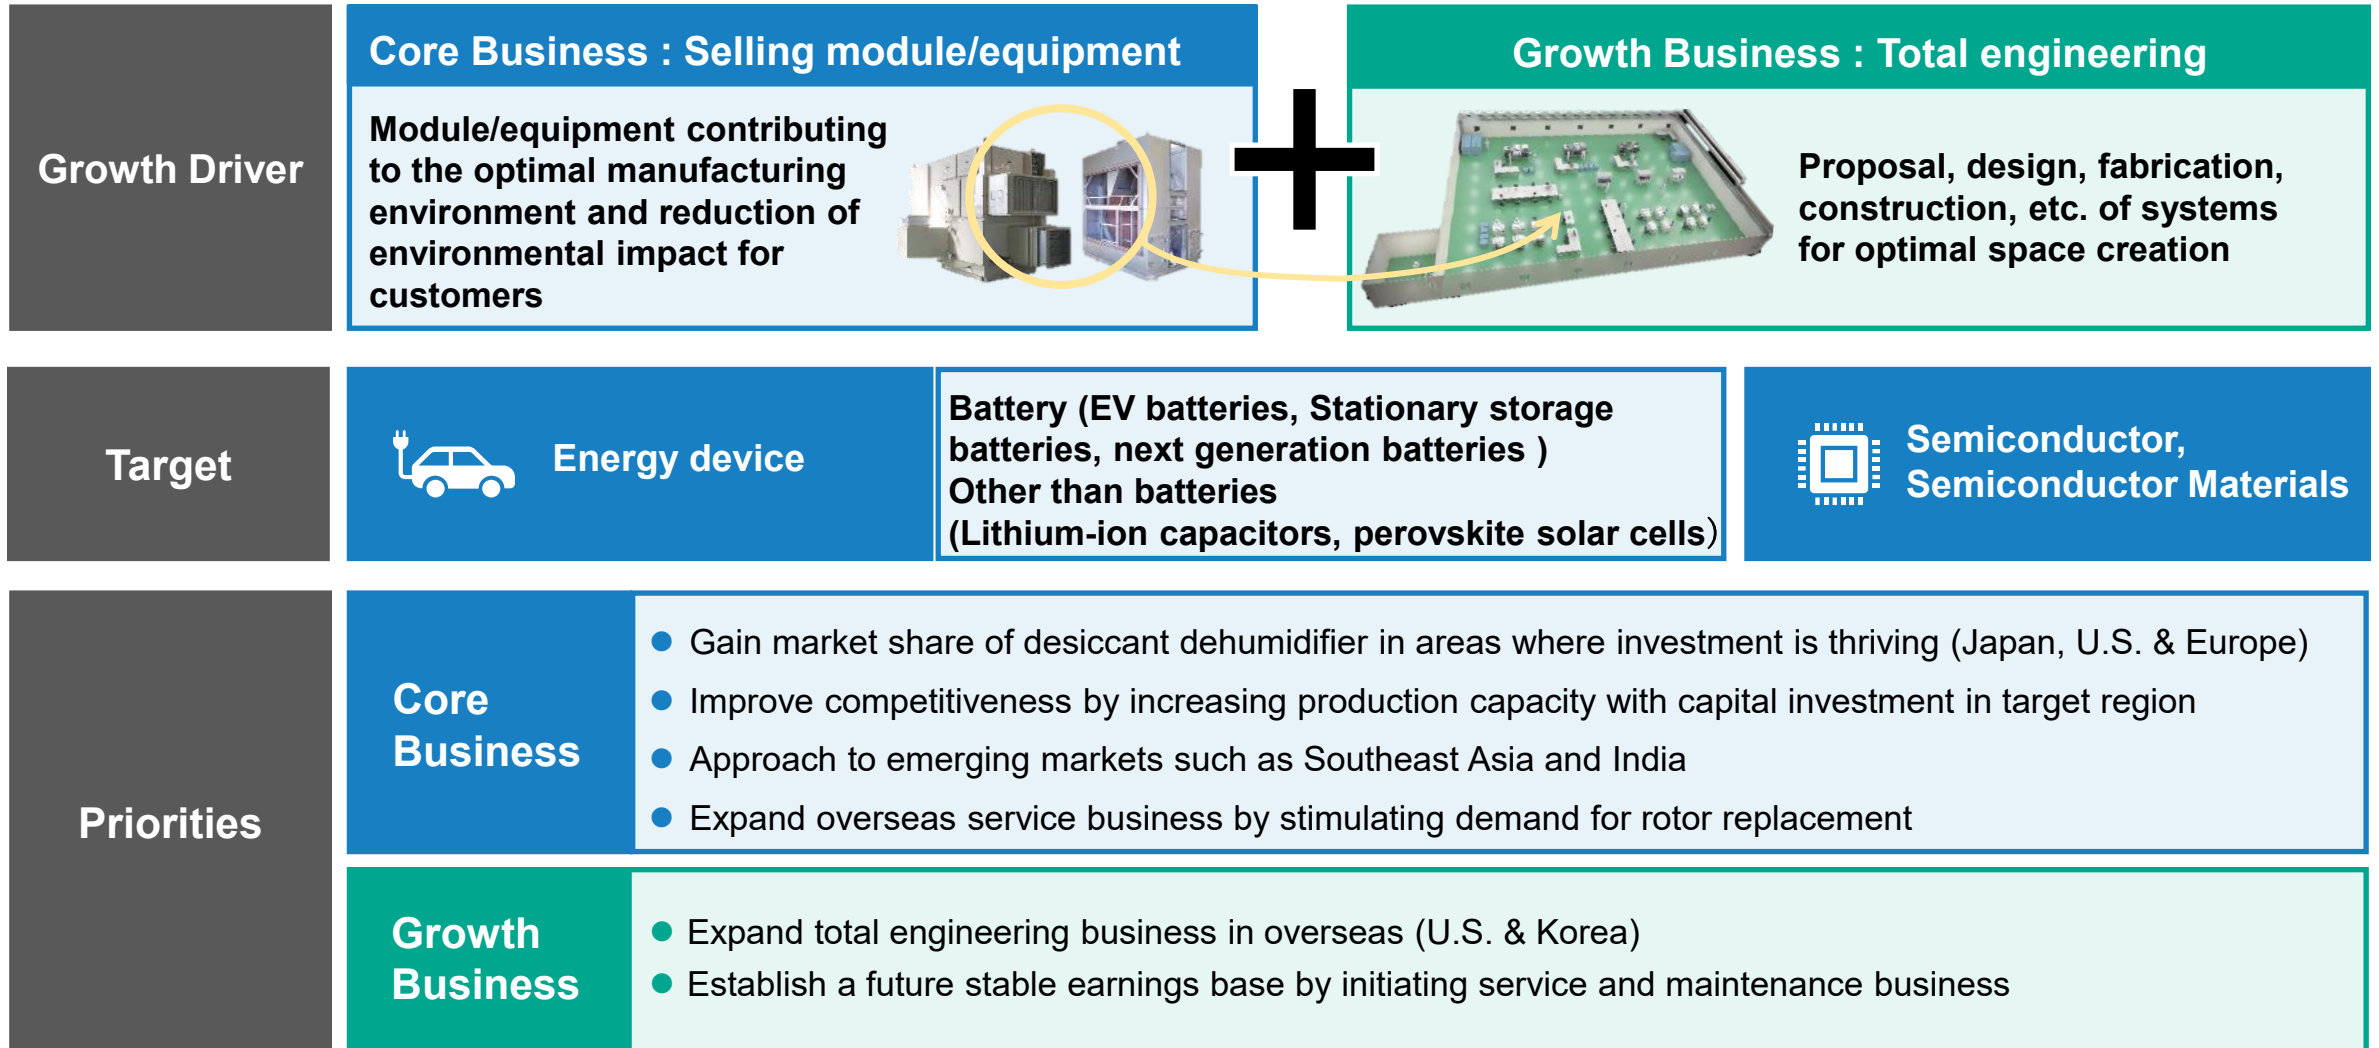 Growth Driver
Core Business : Selling module/equipment
Module/equipment contributing
to the optimal manufacturing
environment and reduction of
environmental impact for
customers
Growth Business : Total engineering
Proposal, design, fabrication,
construction, etc. of systems
for optimal space creation
Target
Energy device
Battery (EV batteries, Stationary storage
batteries, next generation batteries )
Other than batteries
(Lithium-ion capacitors, perovskite solar cells）
Semiconductor,
Semiconductor Materials
Priorities
Core
Business
● Gain market share of desiccant dehumidifier in areas where investment is thriving (Japan, U.S. & Europe)
● Improve competitiveness by increasing production capacity with capital investment in target region
● Approach to emerging markets such as Southeast Asia and India
● Expand overseas service business by stimulating demand for rotor replacement
Growth
Business
● Expand total engineering business in overseas (U.S. & Korea)
● Establish a future stable earnings base by initiating service and maintenance business